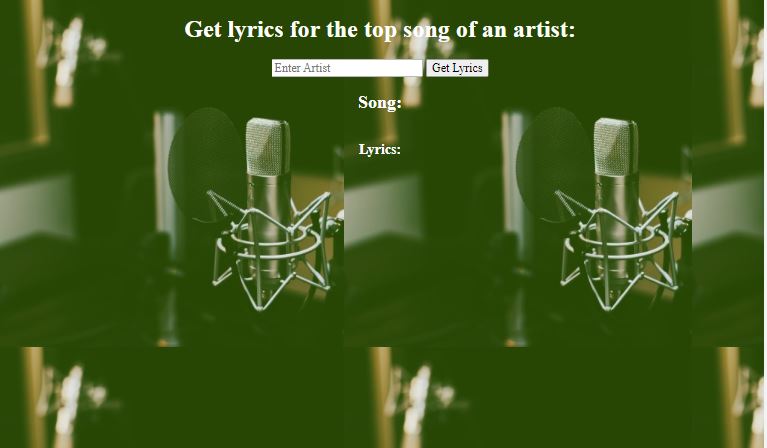 Get lyrics for the top song of an artist:
Enter Artist Get Lyrics
Song:
Lyrics: